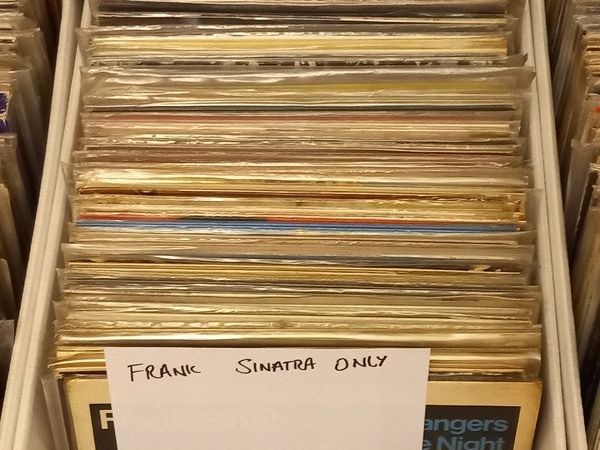 FRANK SINATRA ONLY
F angers
e Night